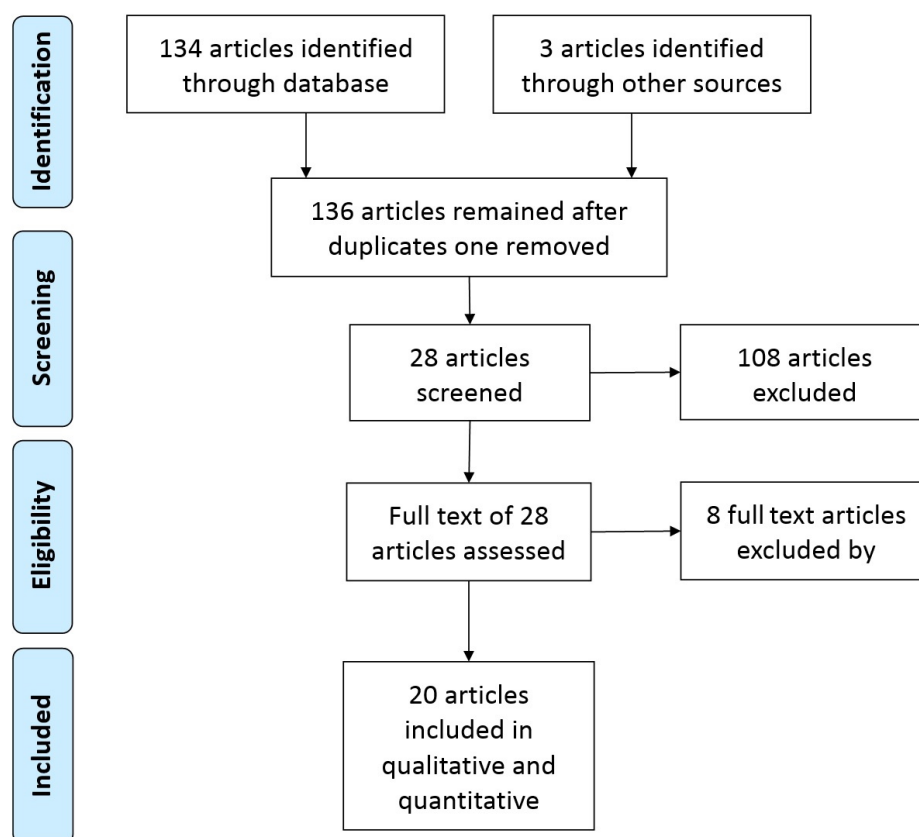 Identification
134 articles identified
through database
3 articles identified
through other sources
136 articles remained after
duplicates one removed
Screening
28 articles
screened
108 articles
excluded
Eligibility
Full text of 28
articles assessed
8 full text articles
excluded by
Included
20 articles
included in
qualitative and
quantitative